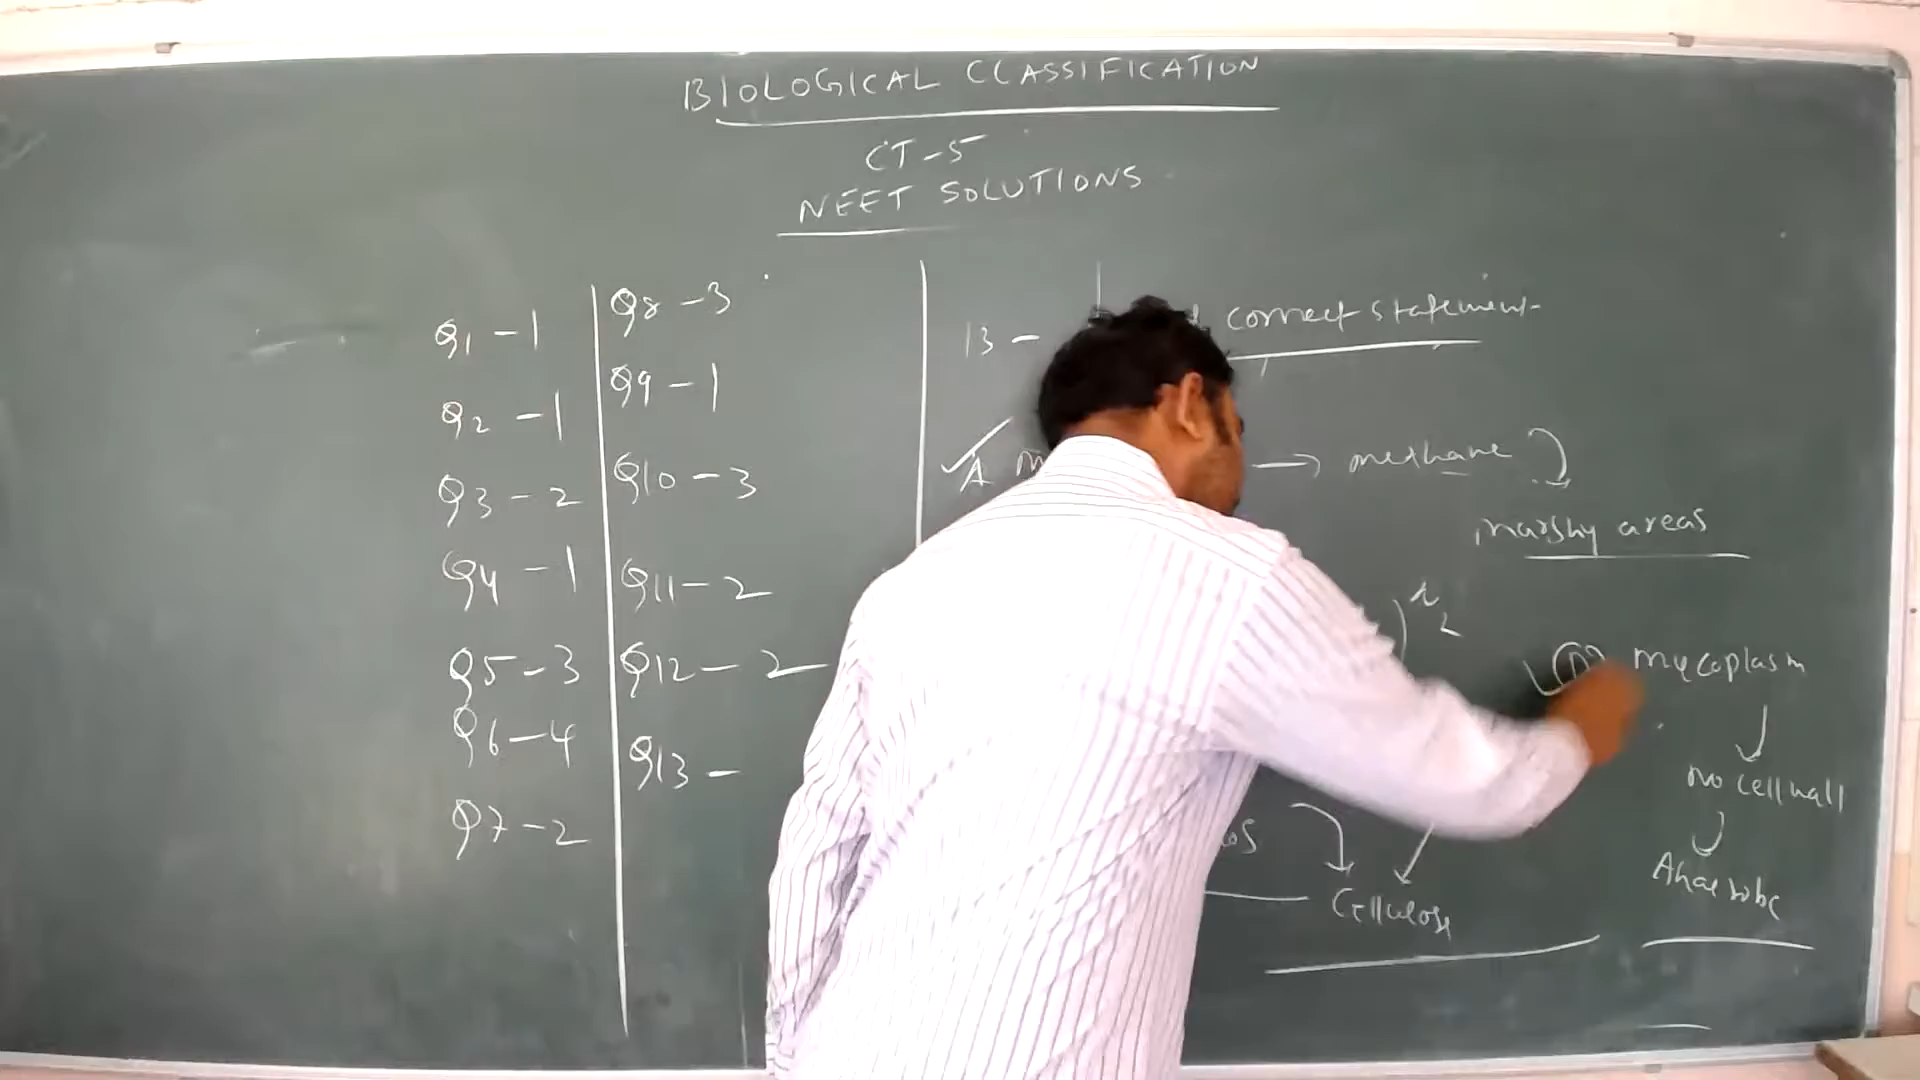 BIOLOGICAL CLASSIFICATION
CT-5
NEET SOLUTIONS
Q1 - 1
Q2 - 1
Q3 - 2
Q4 - 1
Q5 - 3
Q6 - 4
Q7 - 2
Q8 - 3
Q9 - 1
Q10 - 3
Q11 - 2
Q12 - 2
Q13 -
13 - correct statement
A → methane
marshy areas
mycoplasm
no cell wall
Anaerobe
Cellulose